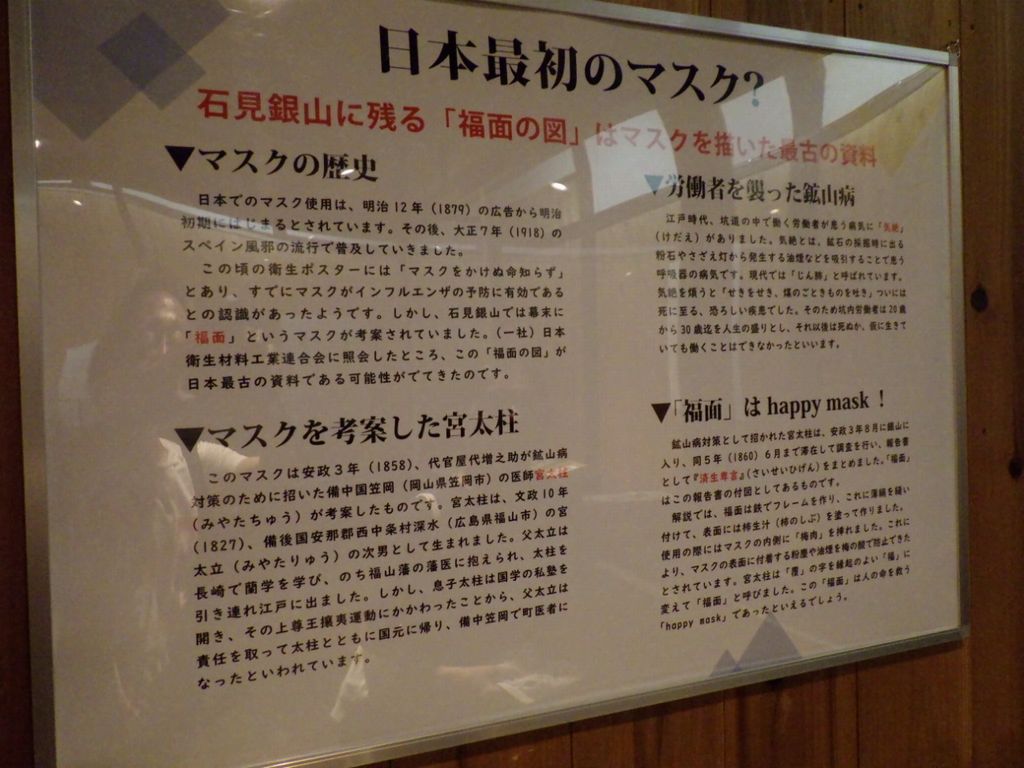 日本最初のマスク?
石見銀山に残る「福面の図」はマスクを描いた最古の資料
▼マスクの歴史
日本でのマスク使用は、明治12年（1879）の広告から明治
初期にはじまるとされています。その後、大正7年（1918）の
スペイン風邪の流行で普及していきました。
この頃の衛生ポスターには「マスクをかけぬ命知らず」
とあり、すでにマスクがインフルエンザの予防に有効である
との認識があったようです。しかし、石見銀山では幕末に
「福面」というマスクが考案されていました。（一社）日本
衛生材料工業連合会に照会したところ、この「福面の図」が
日本最古の資料である可能性がでてきたのです。
▼マスクを考案した宮太柱
このマスクは安政3年（1858）、代官屋代増之助が鉱山病
対策のために招いた備中国笠岡（岡山県笠岡市）の医師宮太柱
（みやたちゅう）が考案したものです。宮太柱は、文政10年
（1827）、備後国安那郡西中条村深水（広島県福山市）の宮
太立（みやたりゅう）の次男として生まれました。父太立は
長崎で蘭学を学び、のち福山藩の藩医に抱えられ、太柱を
引き連れ江戸に出ました。しかし、息子太柱は国学の私塾を
開き、その上尊王攘夷運動にかかわったことから、父太立は
責任を取って太柱とともに国元に帰り、備中笠岡で町医者に
なったといわれています。
▼労働者を襲った鉱山病
江戸時代、坑道の中で働く労働者が患う病気に「気絶」
（けだえ）がありました。気絶とは、鉱石の採掘時に出る
粉石やさざえ灯から発生する油煙などを吸引することで患う
呼吸器の病気です。現代では「じん肺」と呼ばれています。
気絶を煩うと「せきをせき、煤のごときものを吐き」ついには
死に至る、恐ろしい疾患でした。そのため坑内労働者は20歳
から30歳迄を人生の盛りとし、それ以後は死ぬか、仮に生きて
いても働くことはできなかったといいます。
▼「福面」はhappy mask！
鉱山病対策として招かれた宮太柱は、安政3年8月に銀山に
入り、同5年（1860）6月まで滞在して調査を行い、報告書
として『済生卑言』（さいせいひげん）をまとめました。「福面」
はこの報告書の付図としてあるものです。
解説では、福面は鉄でフレームを作り、これに薄絹を縫い
付けて、表面には柿生汁（柿のしぶ）を塗って作りました。
使用の際にはマスクの内側に「梅肉」を挿れました。これに
より、マスクの表面に付着する粉塵や油煙を梅の酸で防止できた
とされています。宮太柱は「覆」の字を縁起のよい「福」に
変えて「福面」と呼びました。この「福面」は人の命を救う
「happy mask」であったといえるでしょう。